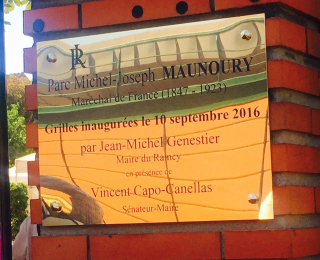 R
Parc Michel-Joseph MAUNOURY
Maréchal de France (1847 - 1923)
Grilles inaugurées le 10 septembre 2016
par Jean-Michel Genestier
Maire du Raincy
en présence de
Vincent Capo-Canellas
Sénateur-Maire